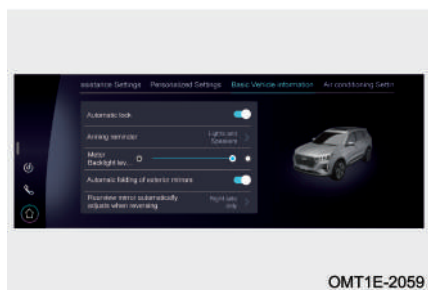 ssistance Settings Personalized Settings Basic Vehicle information Air conditioning Settin
Automatic lock
Arming reminder
Lights and
Speakers
Meter
Backlight lev...
Automatic folding of exterior mirrors
Rearview mirror automatically
adjusts when reversing
Right side
only
OMT1E-2059